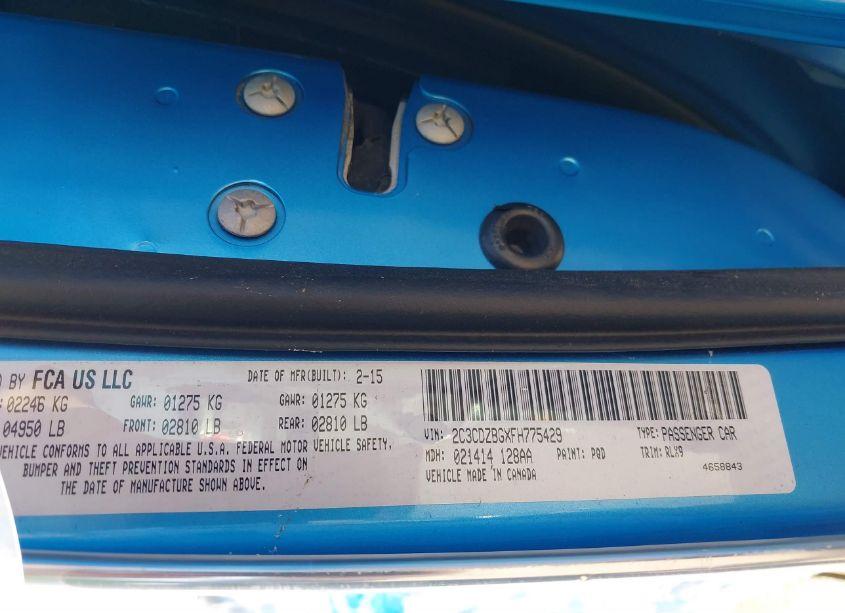 D BY FCA US LLC DATE OF MFR(BUILT): 2-15
: 02246 KG GAWR: 01275 KG GAWR: 01275 KG
04950 LB FRONT: 02810 LB REAR: 02810 LB
VEHICLE CONFORMS TO ALL APPLICABLE U.S.A. FEDERAL MOTOR VEHICLE SAFETY,
BUMPER AND THEFT PREVENTION STANDARDS IN EFFECT ON
THE DATE OF MANUFACTURE SHOWN ABOVE.
VIN: 2C3CDZBGXFH775429 TYPE: PASSENGER CAR
MDH: 021414 128AA PAINT: PQD TRIM: RLX9
VEHICLE MADE IN CANADA 4658843